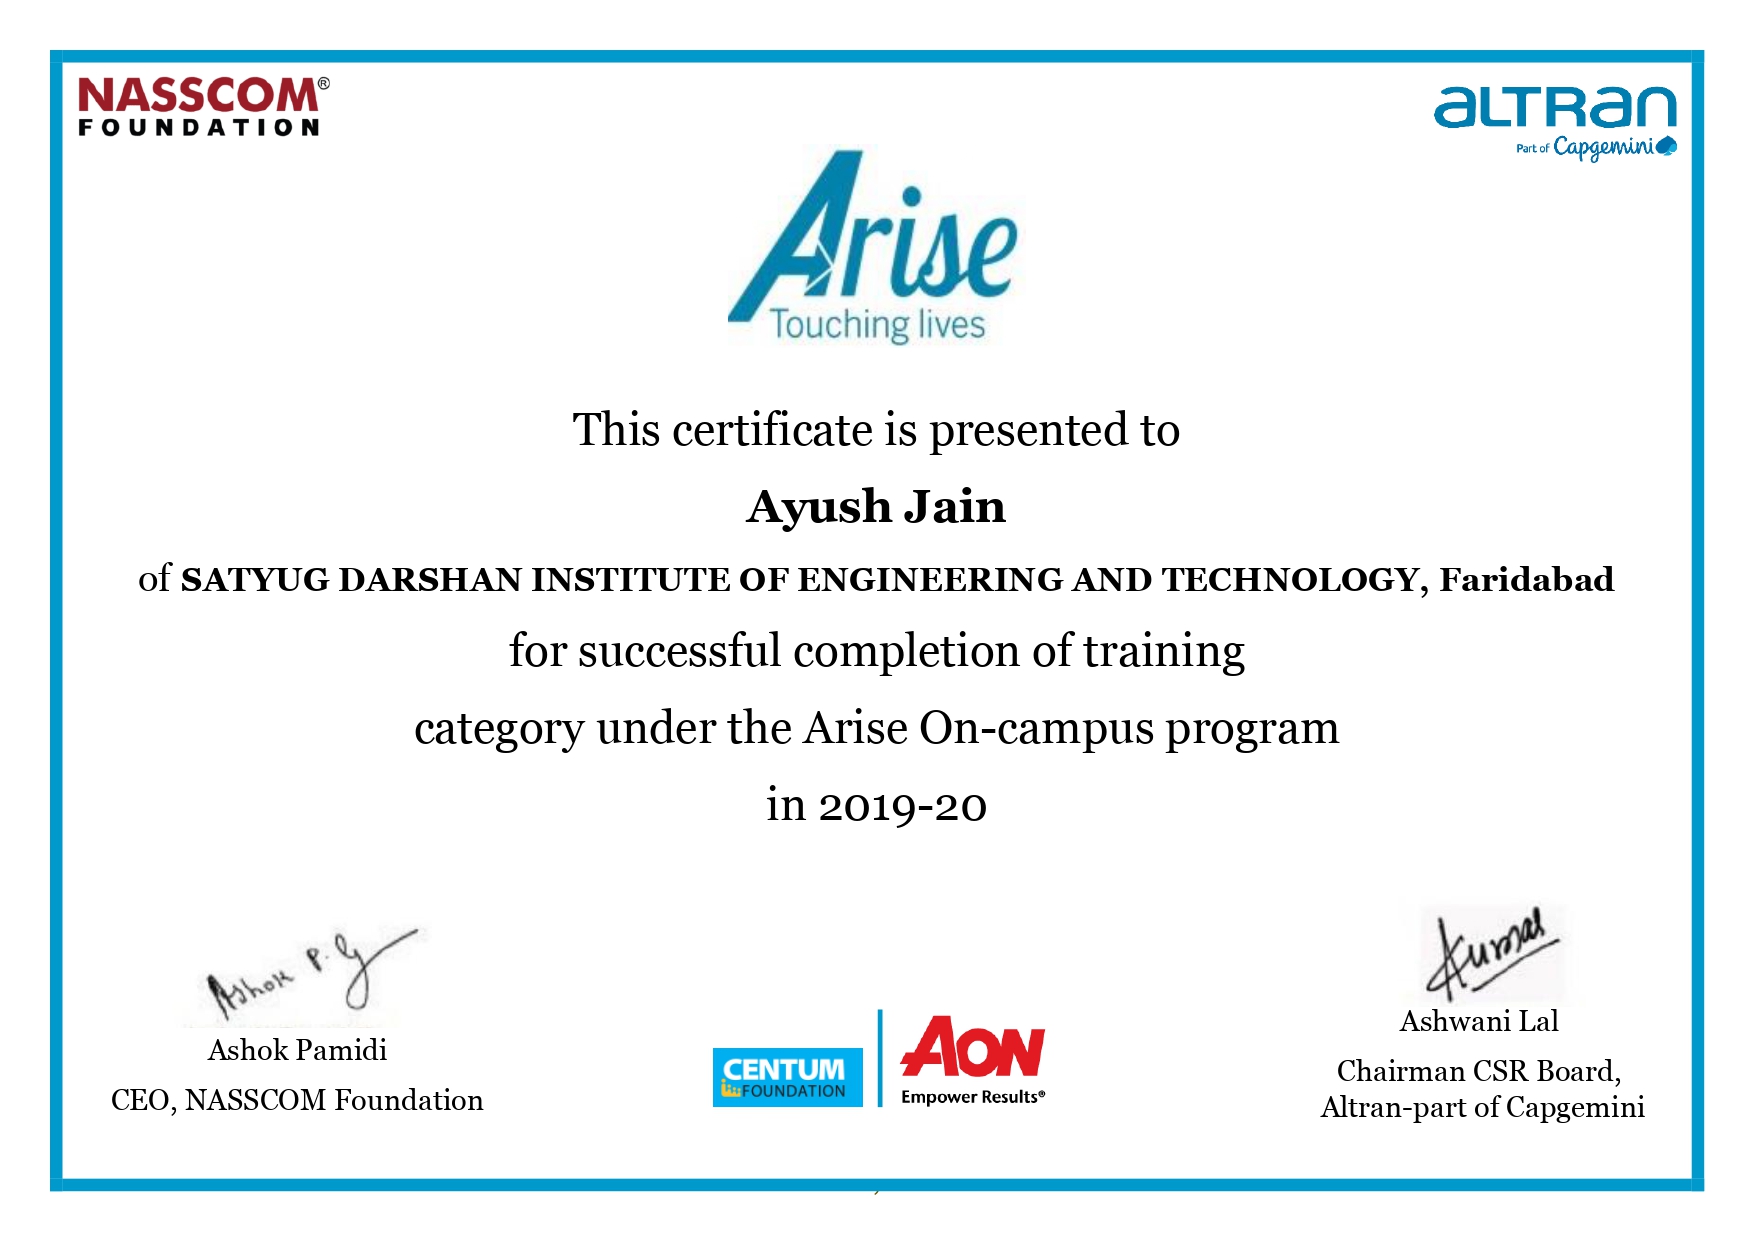 NASSCOM®
FOUNDATION
aLTRan
Part of Capgemini
Arise
Touching lives
This certificate is presented to
Ayush Jain
of SATYUG DARSHAN INSTITUTE OF ENGINEERING AND TECHNOLOGY, Faridabad
for successful completion of training
category under the Arise On-campus program
in 2019-20
Ashok P. G
Ashok Pamidi
CEO, NASSCOM Foundation
CENTUM
FOUNDATION
AON
Empower Results®
Kumar
Ashwani Lal
Chairman CSR Board,
Altran-part of Capgemini